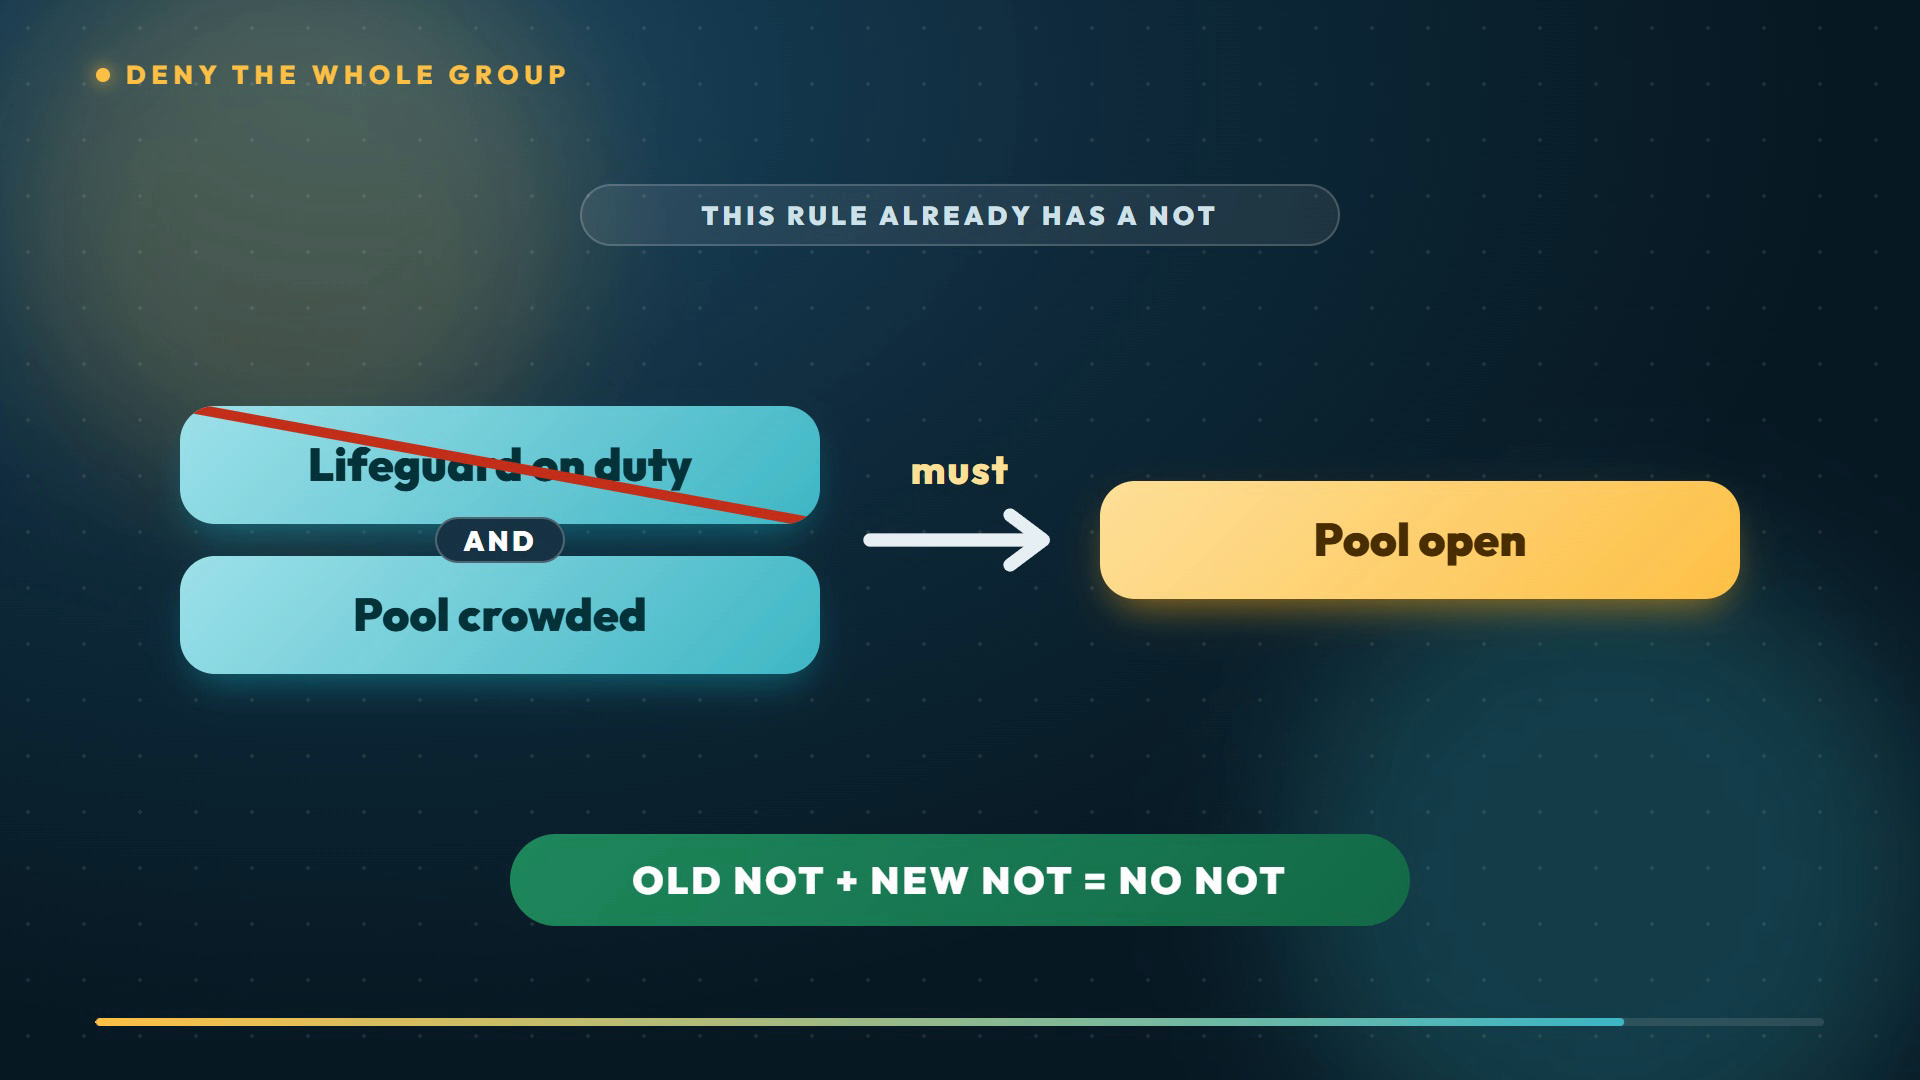 DENY THE WHOLE GROUP
THIS RULE ALREADY HAS A NOT
Lifeguard on duty
AND
Pool crowded
must
Pool open
OLD NOT + NEW NOT = NO NOT